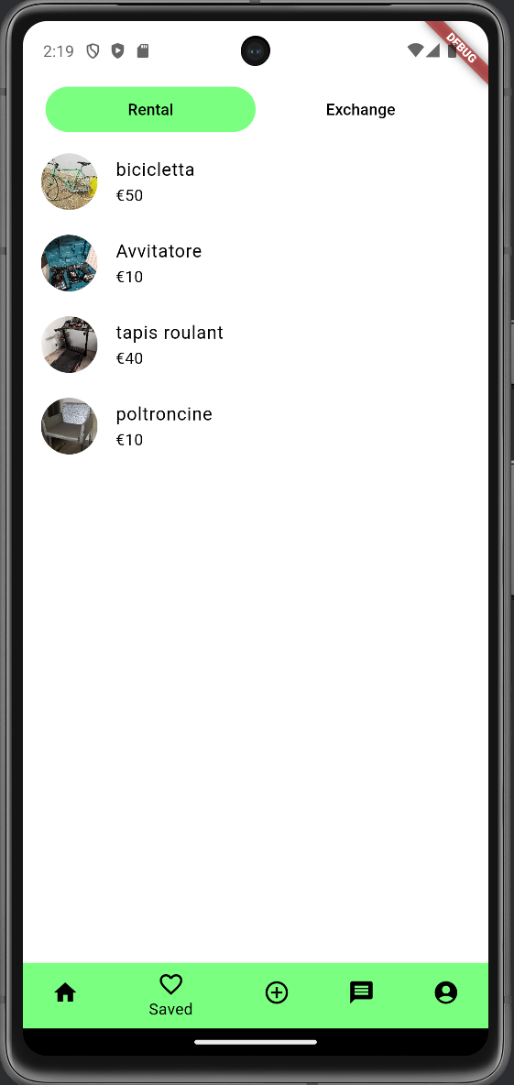 2:19
DEBUG
Rental
Exchange
bicicletta
€50
Avvitatore
€10
tapis roulant
€40
poltroncine
€10
Saved